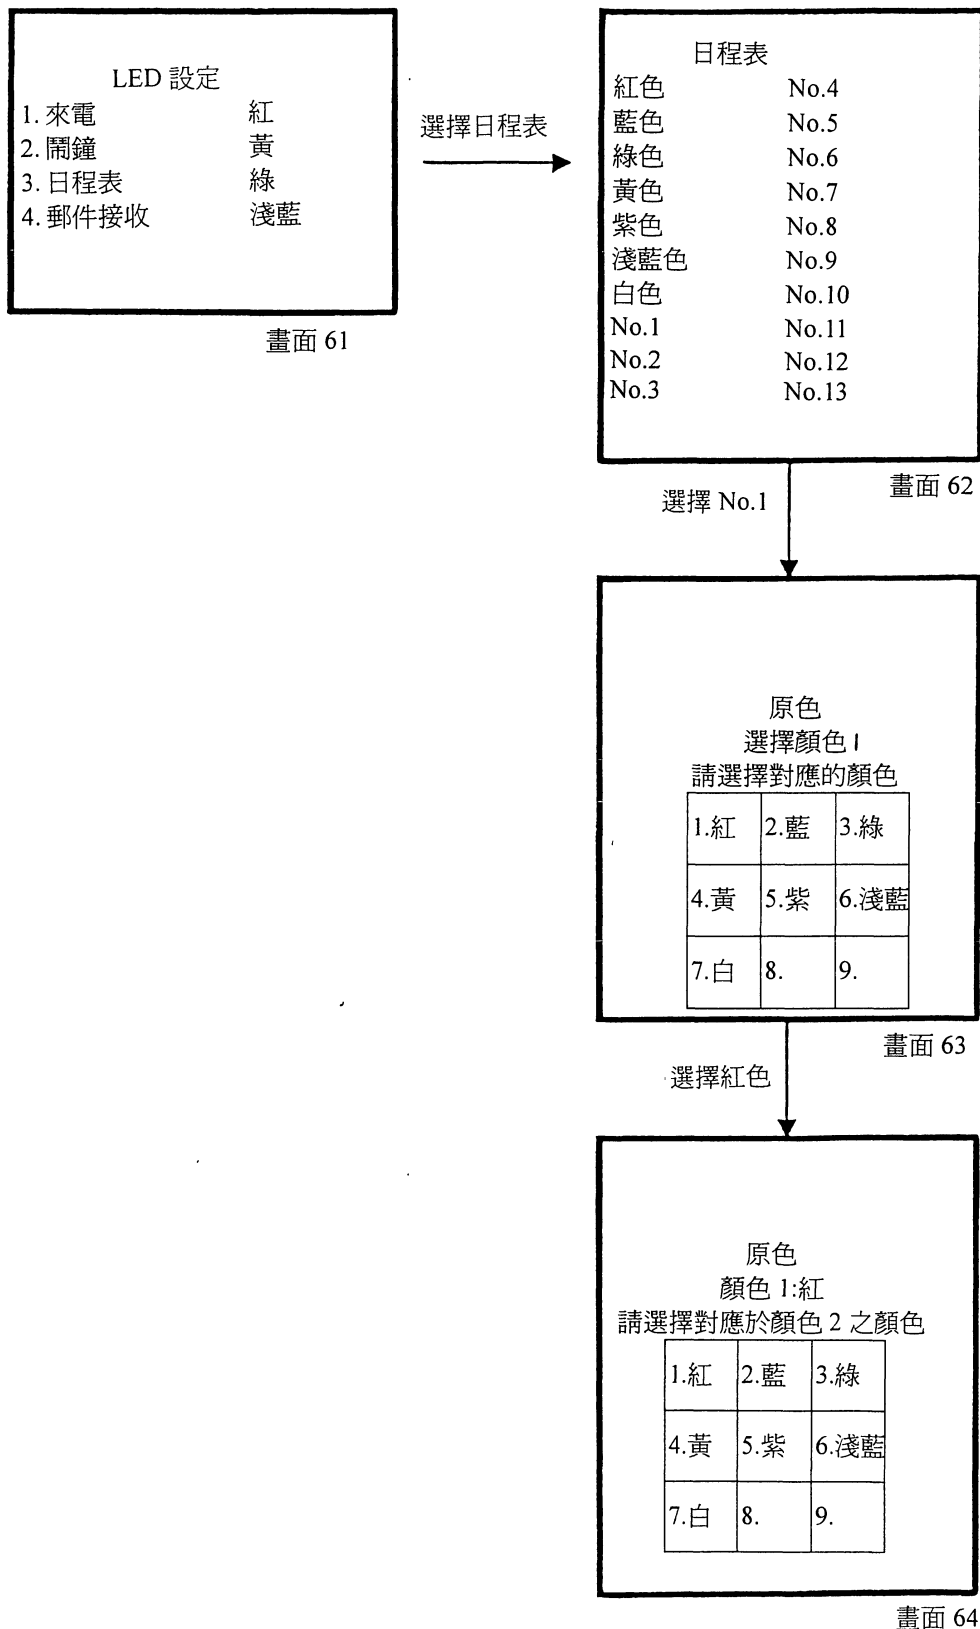 LED 設定
1. 來電 紅
2. 鬧鐘 黃
3. 日程表 綠
4. 郵件接收 淺藍
畫面 61
選擇日程表
日程表
紅色 No.4
藍色 No.5
綠色 No.6
黃色 No.7
紫色 No.8
淺藍色 No.9
白色 No.10
No.1 No.11
No.2 No.12
No.3 No.13
畫面 62
選擇 No.1
原色
選擇顏色 1
請選擇對應的顏色
1.紅 2.藍 3.綠
4.黃 5.紫 6.淺藍
7.白 8. 9.
畫面 63
選擇紅色
原色
顏色 1:紅
請選擇對應於顏色 2 之顏色
1.紅 2.藍 3.綠
4.黃 5.紫 6.淺藍
7.白 8. 9.
畫面 64